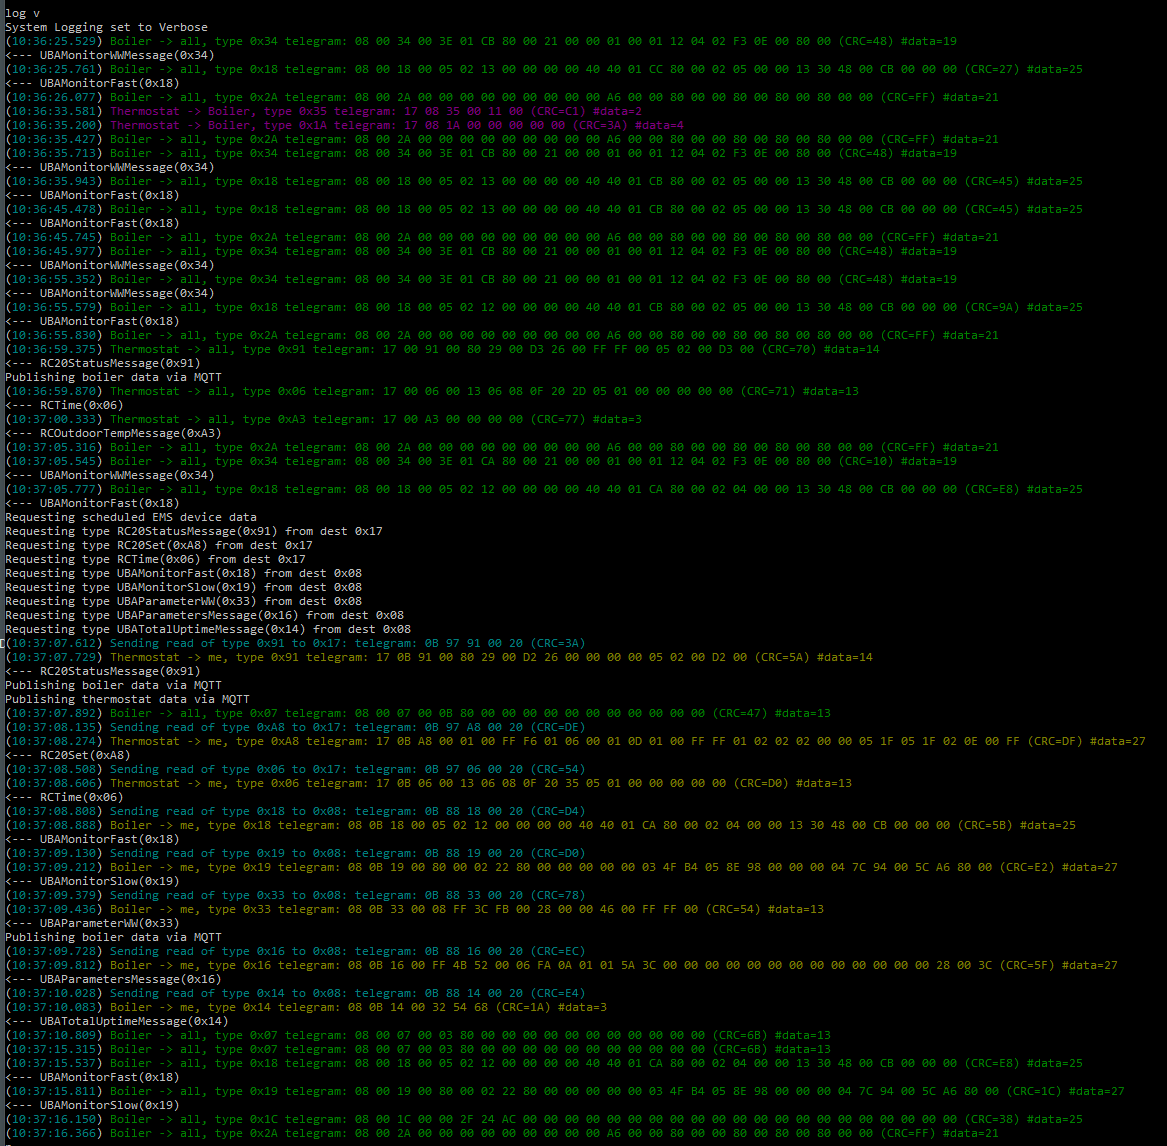 log v
System Logging set to Verbose
(10:36:25.529) Boiler -> all, type 0x34 telegram: 08 00 34 00 3E 01 CB 80 00 21 00 00 01 00 01 12 04 02 F3 0E 00 80 00 (CRC=48) #data=19
<--- UBAMonitorWWMessage(0x34)
(10:36:25.761) Boiler -> all, type 0x18 telegram: 08 00 18 00 05 02 13 00 00 00 00 40 40 01 CC 80 00 02 05 00 00 13 30 48 00 CB 00 00 00 (CRC=27) #data=25
<--- UBAMonitorFast(0x18)
(10:36:26.077) Boiler -> all, type 0x2A telegram: 08 00 2A 00 00 00 00 00 00 00 00 00 A6 00 00 80 00 00 80 00 80 00 80 00 00 (CRC=FF) #data=21
(10:36:33.581) Thermostat -> Boiler, type 0x35 telegram: 17 08 35 00 11 00 (CRC=C1) #data=2
(10:36:35.200) Thermostat -> Boiler, type 0x1A telegram: 17 08 1A 00 00 00 00 00 (CRC=3A) #data=4
(10:36:35.427) Boiler -> all, type 0x2A telegram: 08 00 2A 00 00 00 00 00 00 00 00 00 A6 00 00 80 00 00 80 00 80 00 80 00 00 (CRC=FF) #data=21
(10:36:35.713) Boiler -> all, type 0x34 telegram: 08 00 34 00 3E 01 CB 80 00 21 00 00 01 00 01 12 04 02 F3 0E 00 80 00 (CRC=48) #data=19
<--- UBAMonitorWWMessage(0x34)
(10:36:35.943) Boiler -> all, type 0x18 telegram: 08 00 18 00 05 02 13 00 00 00 00 40 40 01 CB 80 00 02 05 00 00 13 30 48 00 CB 00 00 00 (CRC=45) #data=25
<--- UBAMonitorFast(0x18)
(10:36:45.478) Boiler -> all, type 0x18 telegram: 08 00 18 00 05 02 13 00 00 00 00 40 40 01 CB 80 00 02 05 00 00 13 30 48 00 CB 00 00 00 (CRC=45) #data=25
<--- UBAMonitorFast(0x18)
(10:36:45.745) Boiler -> all, type 0x2A telegram: 08 00 2A 00 00 00 00 00 00 00 00 00 A6 00 00 80 00 00 80 00 80 00 80 00 00 (CRC=FF) #data=21
(10:36:45.977) Boiler -> all, type 0x34 telegram: 08 00 34 00 3E 01 CB 80 00 21 00 00 01 00 01 12 04 02 F3 0E 00 80 00 (CRC=48) #data=19
<--- UBAMonitorWWMessage(0x34)
(10:36:55.352) Boiler -> all, type 0x34 telegram: 08 00 34 00 3E 01 CB 80 00 21 00 00 01 00 01 12 04 02 F3 0E 00 80 00 (CRC=48) #data=19
<--- UBAMonitorWWMessage(0x34)
(10:36:55.579) Boiler -> all, type 0x18 telegram: 08 00 18 00 05 02 12 00 00 00 00 40 40 01 CB 80 00 02 05 00 00 13 30 48 00 CB 00 00 00 (CRC=9A) #data=25
<--- UBAMonitorFast(0x18)
(10:36:55.830) Boiler -> all, type 0x2A telegram: 08 00 2A 00 00 00 00 00 00 00 00 00 A6 00 00 80 00 00 80 00 80 00 80 00 00 (CRC=FF) #data=21
(10:36:59.375) Thermostat -> all, type 0x91 telegram: 17 00 91 00 80 29 00 D3 26 00 FF FF 00 05 02 00 D3 00 (CRC=70) #data=14
<--- RC20StatusMessage(0x91)
Publishing boiler data via MQTT
(10:36:59.870) Thermostat -> all, type 0x06 telegram: 17 00 06 00 13 06 08 0F 20 2D 05 01 00 00 00 00 00 (CRC=71) #data=13
<--- RCTime(0x06)
(10:37:00.333) Thermostat -> all, type 0xA3 telegram: 17 00 A3 00 00 00 00 (CRC=77) #data=3
<--- RCOutdoorTempMessage(0xA3)
(10:37:05.316) Boiler -> all, type 0x2A telegram: 08 00 2A 00 00 00 00 00 00 00 00 00 A6 00 00 80 00 00 80 00 80 00 80 00 00 (CRC=FF) #data=21
(10:37:05.545) Boiler -> all, type 0x34 telegram: 08 00 34 00 3E 01 CA 80 00 21 00 00 01 00 01 12 04 02 F3 0E 00 80 00 (CRC=10) #data=19
<--- UBAMonitorWWMessage(0x34)
(10:37:05.777) Boiler -> all, type 0x18 telegram: 08 00 18 00 05 02 12 00 00 00 00 40 40 01 CA 80 00 02 04 00 00 13 30 48 00 CB 00 00 00 (CRC=E8) #data=25
<--- UBAMonitorFast(0x18)
Requesting scheduled EMS device data
Requesting type RC20StatusMessage(0x91) from dest 0x17
Requesting type RC20Set(0xA8) from dest 0x17
Requesting type RCTime(0x06) from dest 0x17
Requesting type UBAMonitorFast(0x18) from dest 0x08
Requesting type UBAMonitorSlow(0x19) from dest 0x08
Requesting type UBAParameterWW(0x33) from dest 0x08
Requesting type UBAParametersMessage(0x16) from dest 0x08
Requesting type UBATotalUptimeMessage(0x14) from dest 0x08
(10:37:07.612) Sending read of type 0x91 to 0x17: telegram: 0B 97 91 00 20 (CRC=3A)
(10:37:07.729) Thermostat -> me, type 0x91 telegram: 17 0B 91 00 80 29 00 D2 26 00 00 00 00 05 02 00 D2 00 (CRC=5A) #data=14
<--- RC20StatusMessage(0x91)
Publishing boiler data via MQTT
Publishing thermostat data via MQTT
(10:37:07.892) Boiler -> all, type 0x07 telegram: 08 00 07 00 0B 80 00 00 00 00 00 00 00 00 00 00 00 (CRC=47) #data=13
(10:37:08.135) Sending read of type 0xA8 to 0x17: telegram: 0B 97 A8 00 20 (CRC=DE)
(10:37:08.274) Thermostat -> me, type 0xA8 telegram: 17 0B A8 00 01 00 FF F6 01 06 00 01 0D 01 00 FF FF 01 02 02 02 00 00 05 1F 05 1F 02 0E 00 FF (CRC=DF) #data=27
<--- RC20Set(0xA8)
(10:37:08.508) Sending read of type 0x06 to 0x17: telegram: 0B 97 06 00 20 (CRC=54)
(10:37:08.606) Thermostat -> me, type 0x06 telegram: 17 0B 06 00 13 06 08 0F 20 35 05 01 00 00 00 00 00 (CRC=D0) #data=13
<--- RCTime(0x06)
(10:37:08.808) Sending read of type 0x18 to 0x08: telegram: 0B 88 18 00 20 (CRC=D4)
(10:37:08.888) Boiler -> me, type 0x18 telegram: 08 0B 18 00 05 02 12 00 00 00 00 40 40 01 CA 80 00 02 04 00 00 13 30 48 00 CB 00 00 00 (CRC=5B) #data=25
<--- UBAMonitorFast(0x18)
(10:37:09.130) Sending read of type 0x19 to 0x08: telegram: 0B 88 19 00 20 (CRC=D0)
(10:37:09.212) Boiler -> me, type 0x19 telegram: 08 0B 19 00 80 00 02 22 80 00 00 00 00 00 03 4F B4 05 8E 98 00 00 00 04 7C 94 00 5C A6 80 00 (CRC=E2) #data=27
<--- UBAMonitorSlow(0x19)
(10:37:09.379) Sending read of type 0x33 to 0x08: telegram: 0B 88 33 00 20 (CRC=78)
(10:37:09.436) Boiler -> me, type 0x33 telegram: 08 0B 33 00 08 FF 3C FB 00 28 00 00 46 00 FF FF 00 (CRC=54) #data=13
<--- UBAParameterWW(0x33)
Publishing boiler data via MQTT
(10:37:09.728) Sending read of type 0x16 to 0x08: telegram: 0B 88 16 00 20 (CRC=EC)
(10:37:09.812) Boiler -> me, type 0x16 telegram: 08 0B 16 00 FF 4B 52 00 06 FA 0A 01 01 5A 3C 00 00 00 00 00 00 00 00 00 00 00 00 00 28 00 3C (CRC=5F) #data=27
<--- UBAParametersMessage(0x16)
(10:37:10.028) Sending read of type 0x14 to 0x08: telegram: 0B 88 14 00 20 (CRC=E4)
(10:37:10.083) Boiler -> me, type 0x14 telegram: 08 0B 14 00 32 54 68 (CRC=1A) #data=3
<--- UBATotalUptimeMessage(0x14)
(10:37:10.809) Boiler -> all, type 0x07 telegram: 08 00 07 00 03 80 00 00 00 00 00 00 00 00 00 00 00 (CRC=6B) #data=13
(10:37:15.315) Boiler -> all, type 0x07 telegram: 08 00 07 00 03 80 00 00 00 00 00 00 00 00 00 00 00 (CRC=6B) #data=13
(10:37:15.537) Boiler -> all, type 0x18 telegram: 08 00 18 00 05 02 12 00 00 00 00 40 40 01 CA 80 00 02 04 00 00 13 30 48 00 CB 00 00 00 (CRC=E8) #data=25
<--- UBAMonitorFast(0x18)
(10:37:15.811) Boiler -> all, type 0x19 telegram: 08 00 19 00 80 00 02 22 80 00 00 00 00 00 03 4F B4 05 8E 98 00 00 00 04 7C 94 00 5C A6 80 00 (CRC=1C) #data=27
<--- UBAMonitorSlow(0x19)
(10:37:16.150) Boiler -> all, type 0x1C telegram: 08 00 1C 00 00 2F 24 AC 00 00 00 00 00 00 00 00 00 00 00 00 00 00 00 00 00 00 00 00 00 (CRC=38) #data=25
(10:37:16.366) Boiler -> all, type 0x2A telegram: 08 00 2A 00 00 00 00 00 00 00 00 00 A6 00 00 80 00 00 80 00 80 00 80 00 00 (CRC=FF) #data=21